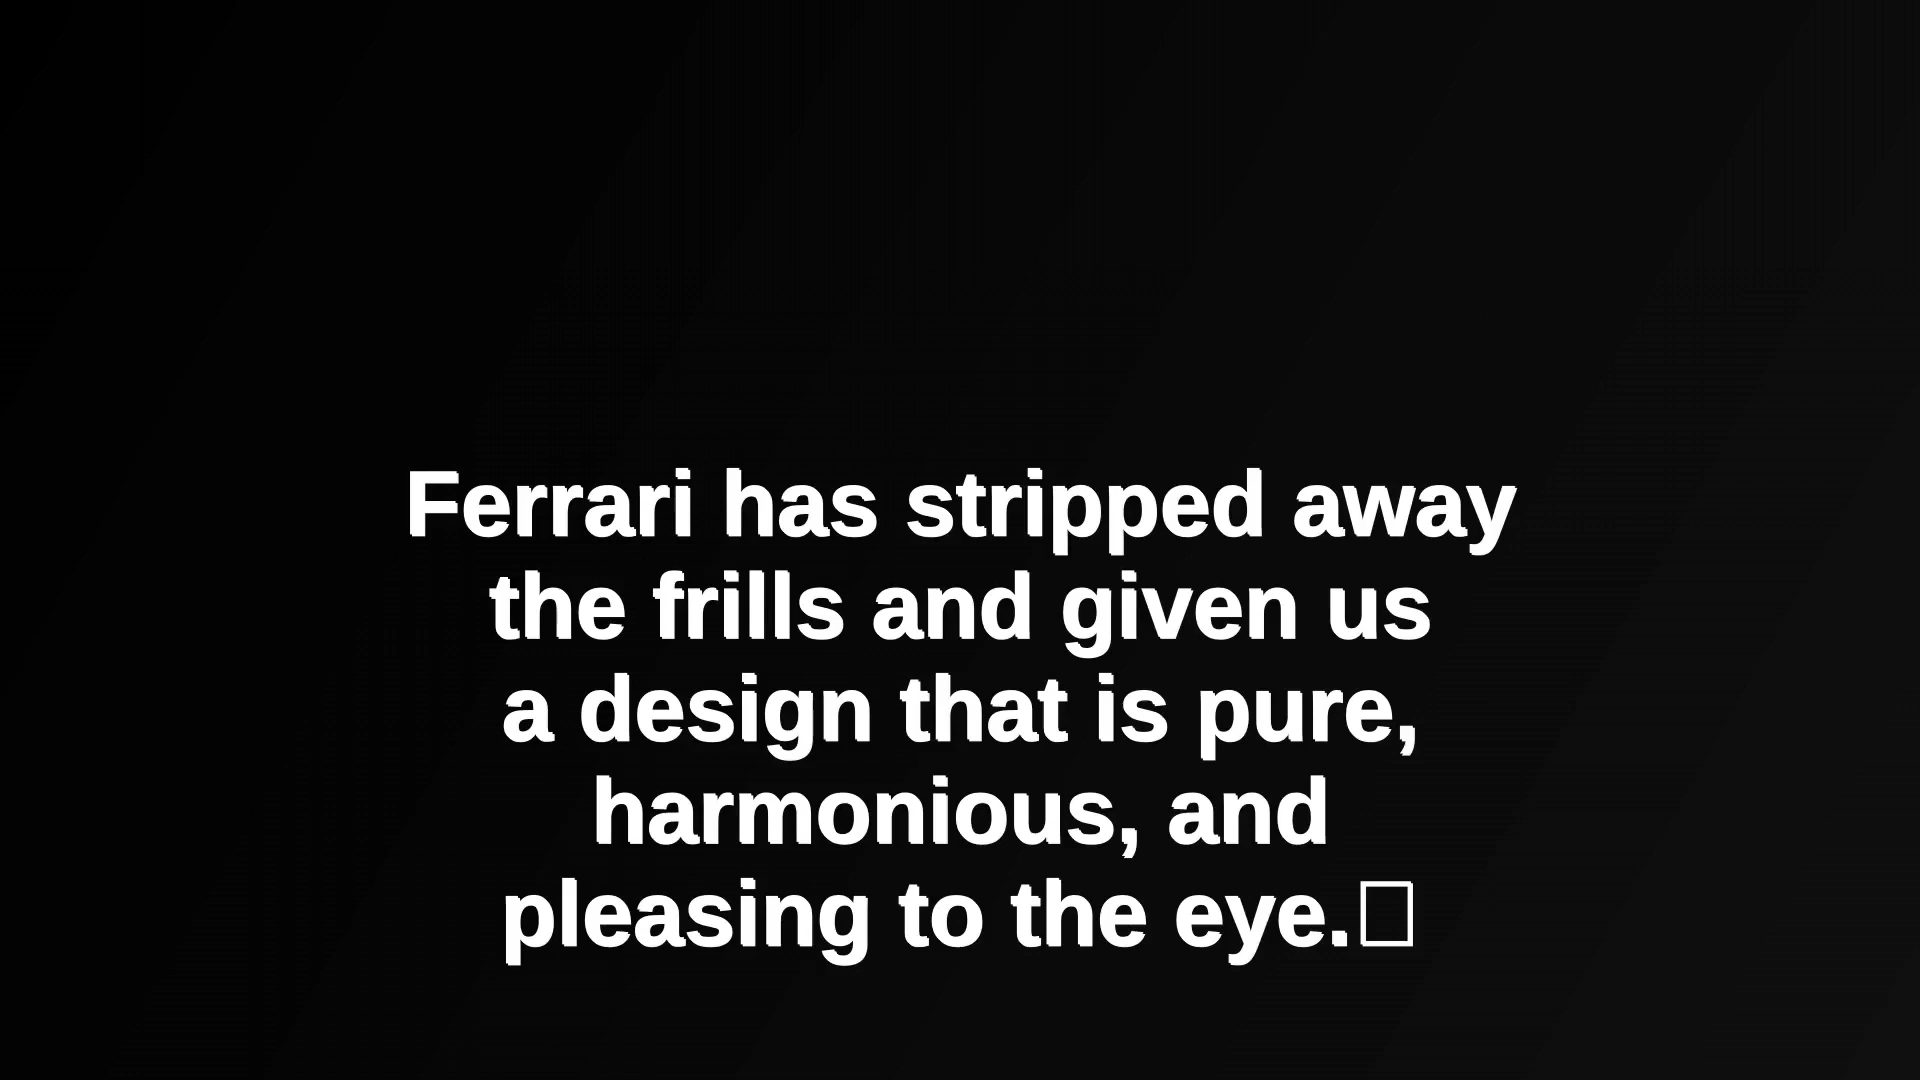 Ferrari has stripped away
the frills and given us
a design that is pure,
harmonious, and
pleasing to the eye.□